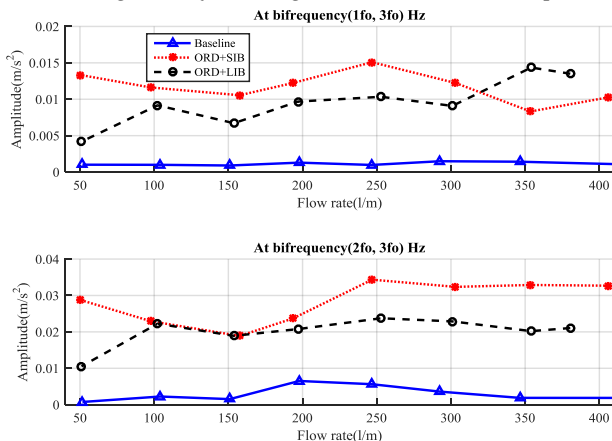 At bifrequency(1fo, 3fo) Hz
0.02
0.015
0.01
0.005
0
Amplitude(m/s²)
Baseline
ORD+SIB
ORD+LIB
50 100 150 200 250 300 350 400
Flow rate(l/m)
At bifrequency(2fo, 3fo) Hz
0.04
0.03
0.02
0.01
0
Amplitude(m/s²)
50 100 150 200 250 300 350 400
Flow rate(l/m)